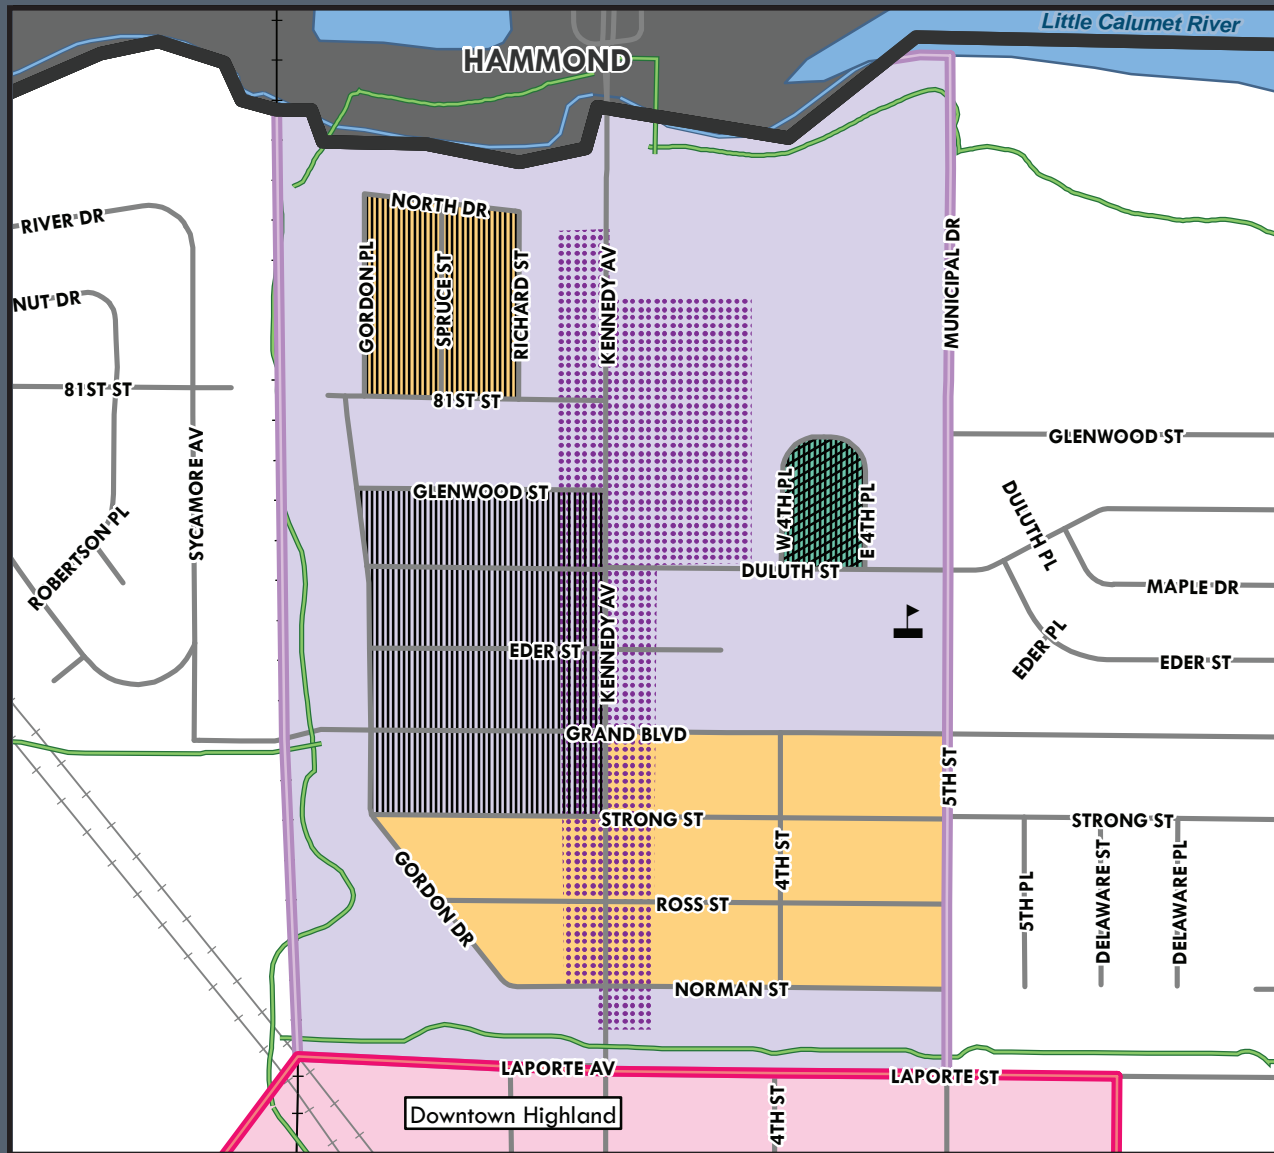 Little Calumet River
HAMMOND
NORTH DR
RIVER DR
GORDON PL
SPRUCE ST
RICHARD ST
KENNEDY AV
MUNICIPAL DR
NUT DR
81ST ST
81ST ST
SYCAMORE AV
GLENWOOD ST
GLENWOOD ST
W 4TH PL
E 4TH PL
DULUTH PL
ROBERTSON PL
DULUTH ST
MAPLE DR
KENNEDY AV
EDER ST
EDER PL
EDER ST
GRAND BLVD
5TH ST
STRONG ST
STRONG ST
4TH ST
GORDON DR
ROSS ST
5TH PL
DELAWARE ST
DELAWARE PL
NORMAN ST
LAPORTE AV
LAPORTE ST
Downtown Highland
4TH ST